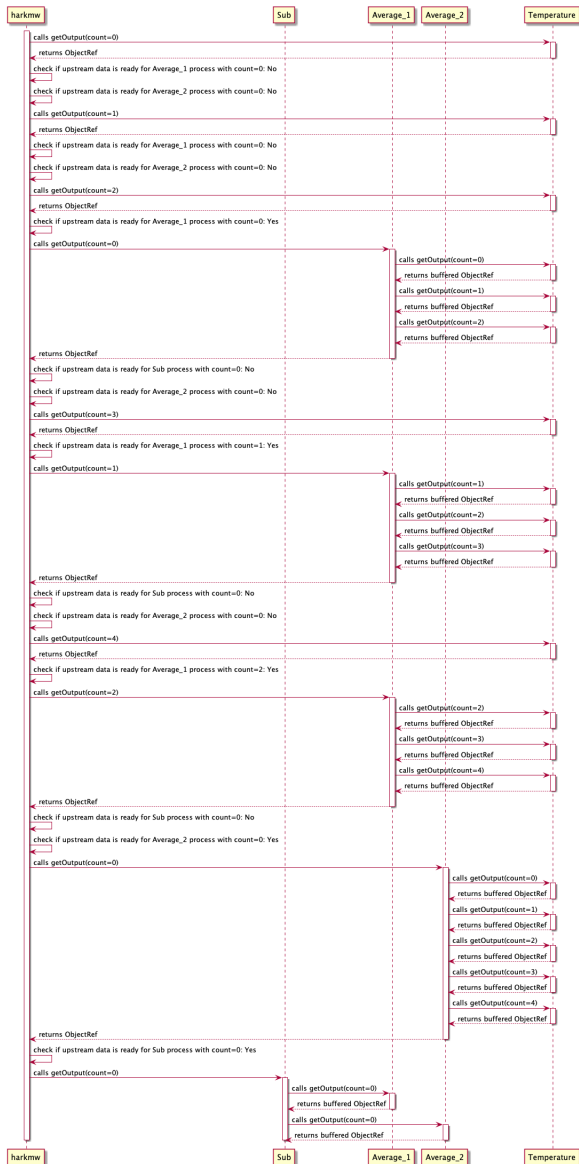 harkmw Sub Average_1 Average_2 Temperature
calls getOutput(count=0)
returns ObjectRef
check if upstream data is ready for Average_1 process with count=0: No
check if upstream data is ready for Average_2 process with count=0: No
calls getOutput(count=1)
returns ObjectRef
check if upstream data is ready for Average_1 process with count=0: No
check if upstream data is ready for Average_2 process with count=0: No
calls getOutput(count=2)
returns ObjectRef
check if upstream data is ready for Average_1 process with count=0: Yes
calls getOutput(count=0)
calls getOutput(count=0)
returns buffered ObjectRef
calls getOutput(count=1)
returns buffered ObjectRef
calls getOutput(count=2)
returns buffered ObjectRef
returns ObjectRef
check if upstream data is ready for Sub process with count=0: No
check if upstream data is ready for Average_2 process with count=0: No
calls getOutput(count=3)
returns ObjectRef
check if upstream data is ready for Average_1 process with count=1: Yes
calls getOutput(count=1)
calls getOutput(count=1)
returns buffered ObjectRef
calls getOutput(count=2)
returns buffered ObjectRef
calls getOutput(count=3)
returns buffered ObjectRef
returns ObjectRef
check if upstream data is ready for Sub process with count=0: No
check if upstream data is ready for Average_2 process with count=0: No
calls getOutput(count=4)
returns ObjectRef
check if upstream data is ready for Average_1 process with count=2: Yes
calls getOutput(count=2)
calls getOutput(count=2)
returns buffered ObjectRef
calls getOutput(count=3)
returns buffered ObjectRef
calls getOutput(count=4)
returns buffered ObjectRef
returns ObjectRef
check if upstream data is ready for Sub process with count=0: No
check if upstream data is ready for Average_2 process with count=0: Yes
calls getOutput(count=0)
calls getOutput(count=0)
returns buffered ObjectRef
calls getOutput(count=1)
returns buffered ObjectRef
calls getOutput(count=2)
returns buffered ObjectRef
calls getOutput(count=3)
returns buffered ObjectRef
calls getOutput(count=4)
returns buffered ObjectRef
returns ObjectRef
check if upstream data is ready for Sub process with count=0: Yes
calls getOutput(count=0)
calls getOutput(count=0)
returns buffered ObjectRef
calls getOutput(count=0)
returns buffered ObjectRef
harkmw Sub Average_1 Average_2 Temperature